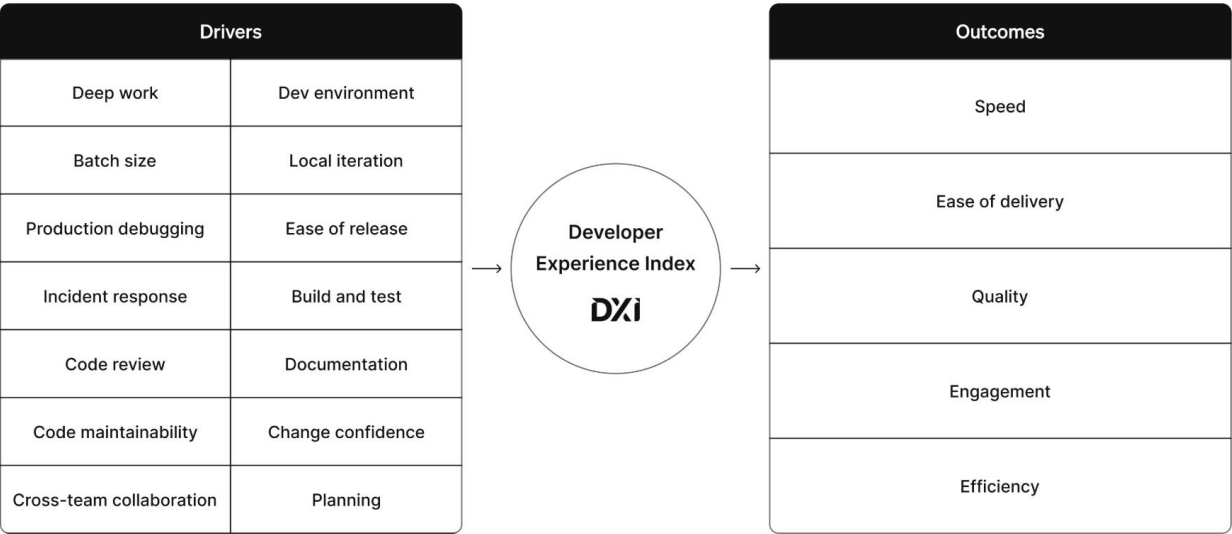 Drivers
Deep work
Dev environment
Batch size
Local iteration
Production debugging
Ease of release
Incident response
Build and test
Code review
Documentation
Code maintainability
Change confidence
Cross-team collaboration
Planning
Developer
Experience Index
DXI
Outcomes
Speed
Ease of delivery
Quality
Engagement
Efficiency